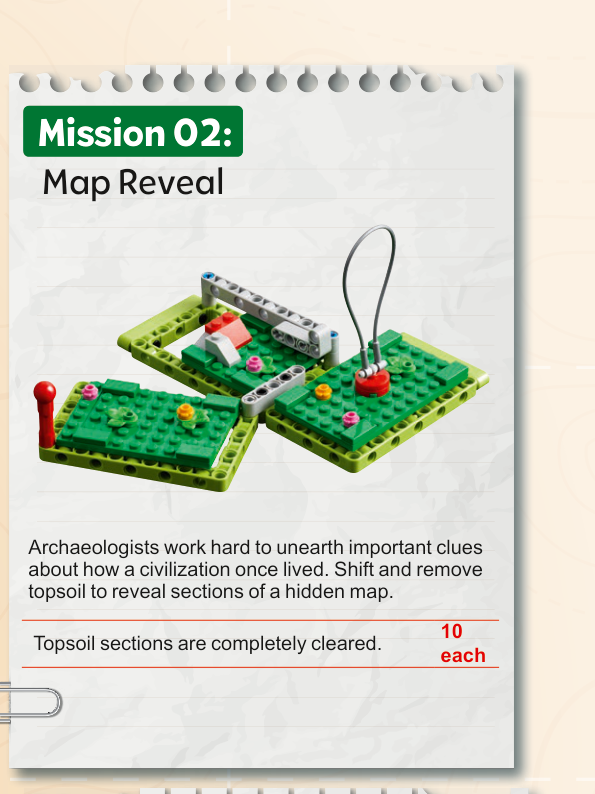 Mission 02:
Map Reveal
Archaeologists work hard to unearth important clues
about how a civilization once lived. Shift and remove
topsoil to reveal sections of a hidden map.
Topsoil sections are completely cleared.
10
each